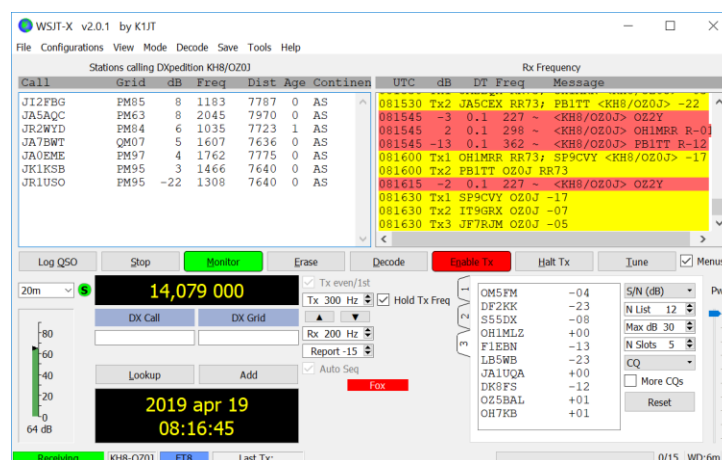 WSJT-X v2.0.1 by K1JT
File Configurations View Mode Decode Save Tools Help
Stations calling DXpedition KH8/OZ0J
Call Grid dB Freq Dist Age Continen
JI2FBG PM85 8 1183 7787 0 AS
JA5AQC PM63 8 2045 7970 0 AS
JR2WYD PM84 6 1035 7723 1 AS
JA7BWT QM07 5 1607 7636 0 AS
JA0EME PM97 4 1762 7775 0 AS
JK1KSB PM95 3 1466 7640 0 AS
JR1USO PM95 -22 1308 7640 0 AS
Rx Frequency
UTC dB DT Freq Message
081530 Tx2 JA5CEX RR73; PB1TT <KH8/OZ0J> -22
081545 -3 0.1 227 ~ <KH8/OZ0J> OZ2Y
081545 2 0.1 298 ~ <KH8/OZ0J> OH1MRR R-0
081545 -13 0.1 362 ~ <KH8/OZ0J> PB1TT R-12
081600 Tx1 OH1MRR RR73; SP9CVY <KH8/OZ0J> -17
081600 Tx2 PB1TT OZ0J RR73
081615 -2 0.1 227 ~ <KH8/OZ0J> OZ2Y
081630 Tx1 SP9CVY OZ0J -17
081630 Tx2 IT9GRX OZ0J -07
081630 Tx3 JF7RJM OZ0J -05
Log QSO Stop Monitor Erase Decode Enable Tx Halt Tx Tune Menus
20m S 14,079 000
DX Call DX Grid
Lookup Add
2019 apr 19
08:16:45
-80
-60
-40
-20
-0
64 dB
Tx even/1st
Tx 300 Hz Hold Tx Freq
Rx 200 Hz
Report -15
Auto Seq
Fox
1
2
3
OM5FM -04
DF2KK -23
S55DX -08
OH1MLZ +00
F1EBN -13
LB5WB -23
JA1UQA +00
DK8FS -12
OZ5BAL +01
OH7KB +01
S/N (dB)
N List 12
Max dB 30
N Slots 5
CQ
More CQs
Reset
Pw
Receiving KH8-OZ0J FT8 Last Tx: 0/15 WD:6m